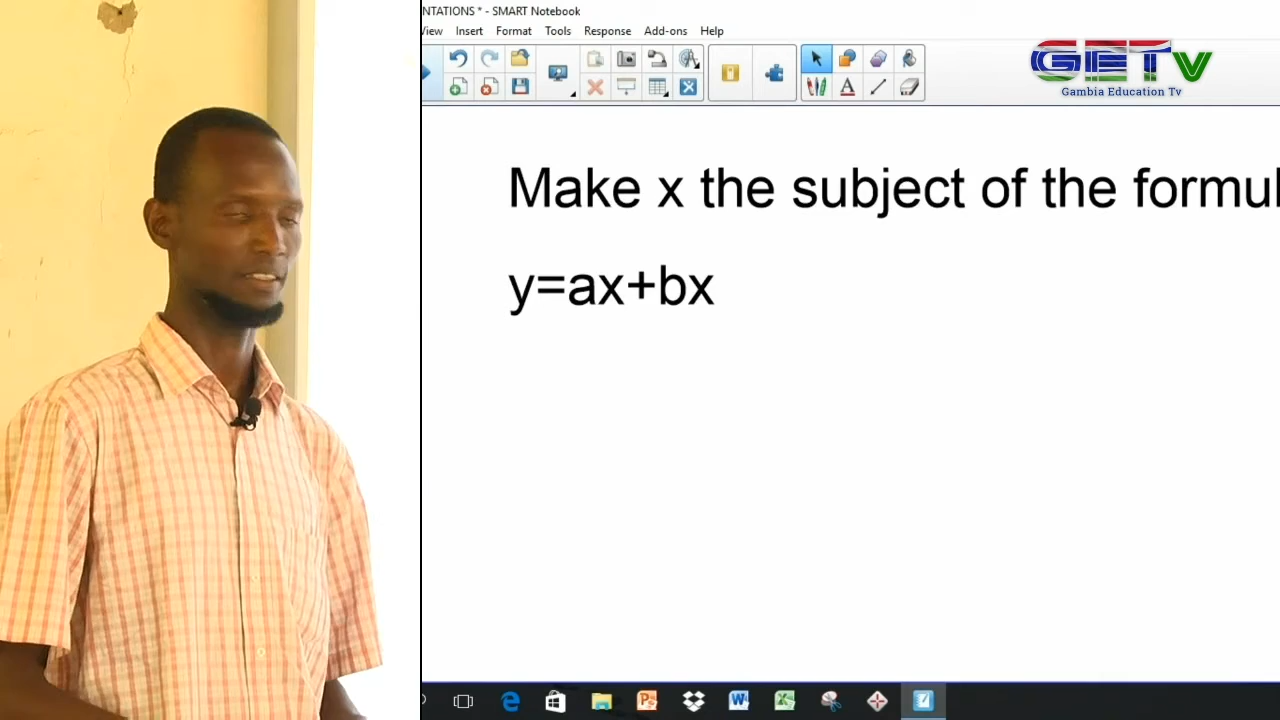 NTATIONS * - SMART Notebook
View Insert Format Tools Response Add-ons Help
GETv
Gambia Education Tv
Make x the subject of the formul
y=ax+bx